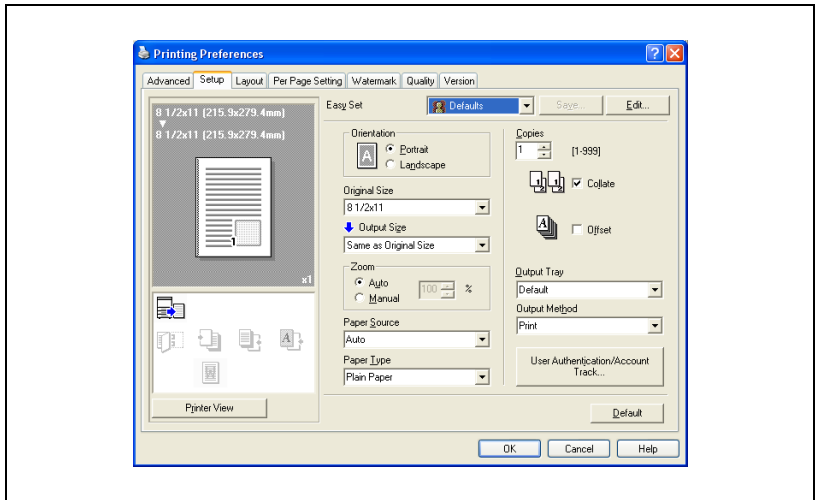 Printing Preferences
Advanced Setup Layout Per Page Setting Watermark Quality Version
8 1/2x11 (215.9x279.4mm)
8 1/2x11 (215.9x279.4mm)
1
x1
Printer View
Easy Set Defaults Save... Edit...
Orientation
A
Portrait
Landscape
Original Size
8 1/2x11
Output Size
Same as Original Size
Zoom
Auto
Manual
100 %
Paper Source
Auto
Paper Type
Plain Paper
Copies
1 [1-999]
Collate
Offset
Output Tray
Default
Output Method
Print
User Authentication/Account
Track...
Default
OK Cancel Help